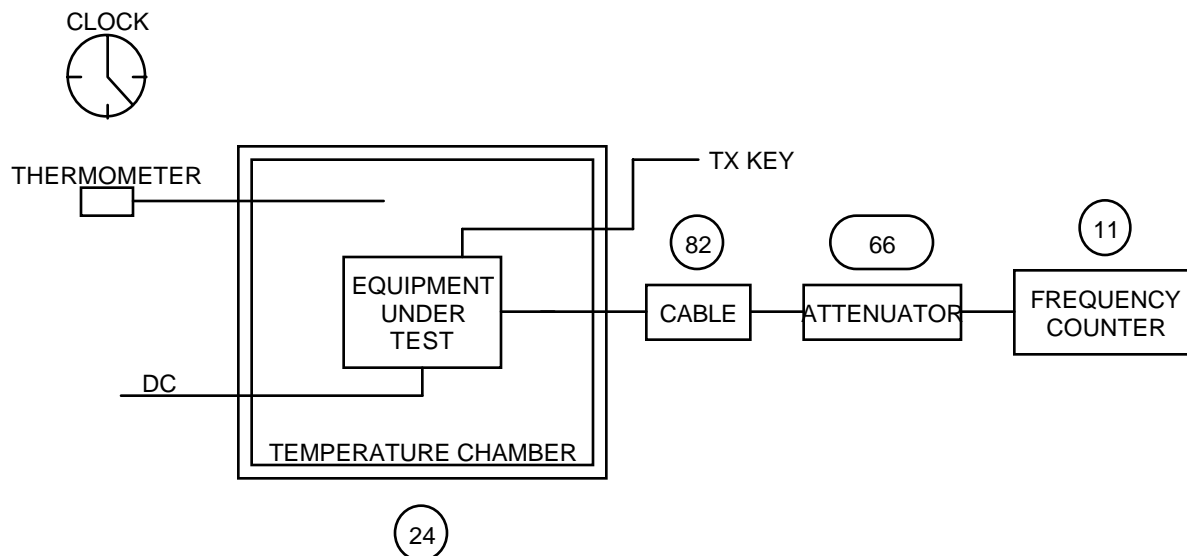 CLOCK
THERMOMETER
TX KEY
82
66
11
EQUIPMENT
UNDER
TEST
CABLE
ATTENUATOR
FREQUENCY
COUNTER
DC
TEMPERATURE CHAMBER
24